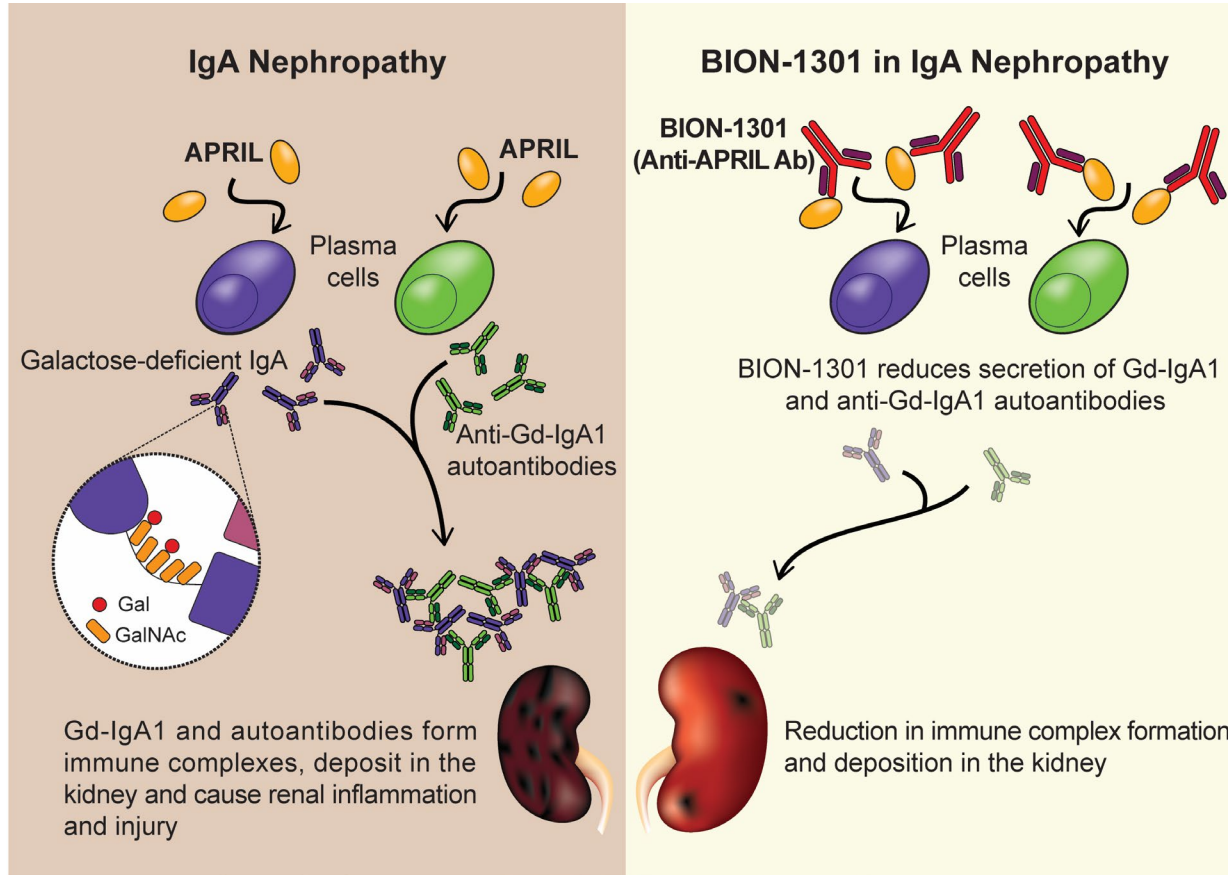 IgA Nephropathy
APRIL
APRIL
Plasma
cells
Galactose-deficient IgA
Anti-Gd-IgA1
autoantibodies
Gal
GalNAc
Gd-IgA1 and autoantibodies form
immune complexes, deposit in the
kidney and cause renal inflammation
and injury
BION-1301 in IgA Nephropathy
BION-1301
(Anti-APRIL Ab)
Plasma
cells
BION-1301 reduces secretion of Gd-IgA1
and anti-Gd-IgA1 autoantibodies
Reduction in immune complex formation
and deposition in the kidney